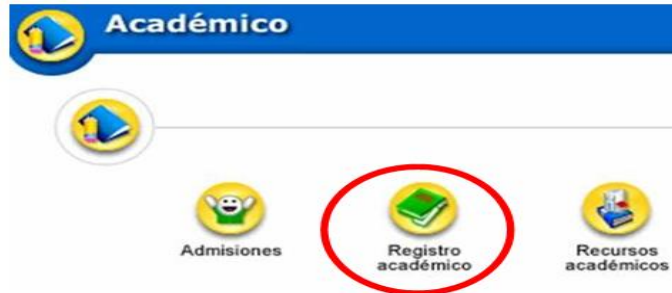 Académico
Admisiones
Registro
académico
Recursos
académicos